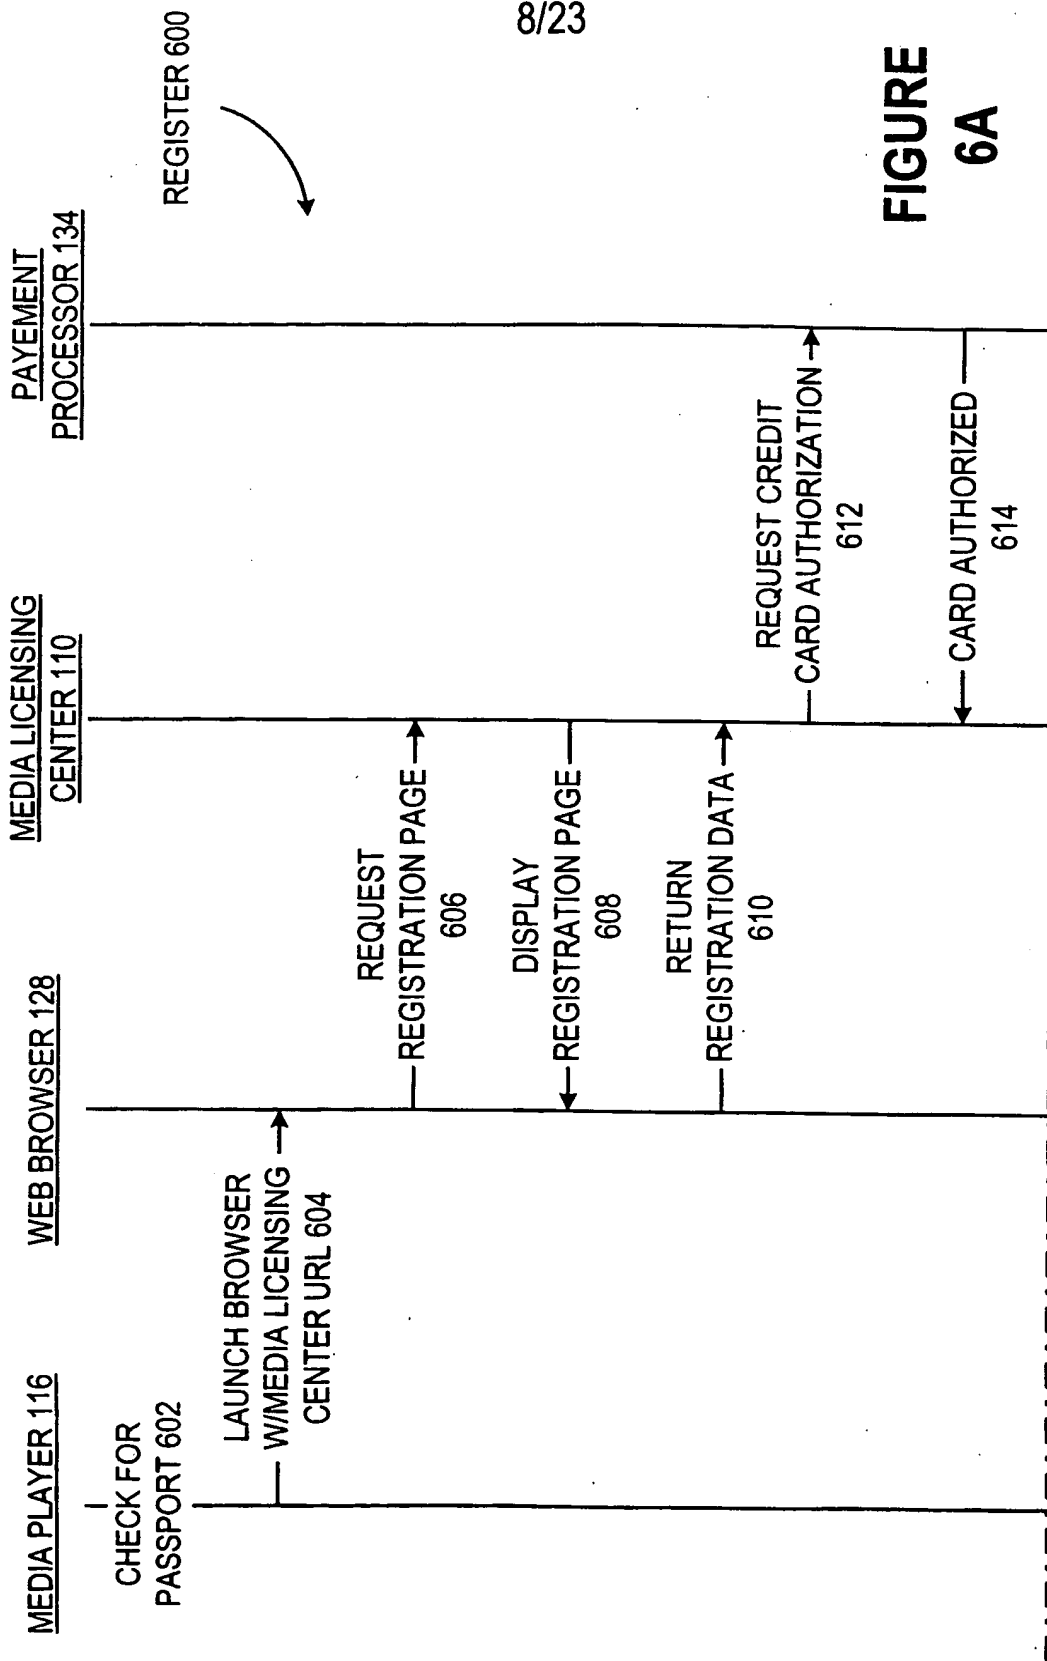 8/23
MEDIA PLAYER 116
WEB BROWSER 128
MEDIA LICENSING
CENTER 110
PAYEMENT
PROCESSOR 134
REGISTER 600
CHECK FOR
PASSPORT 602
LAUNCH BROWSER
W/MEDIA LICENSING
CENTER URL 604
REQUEST
REGISTRATION PAGE
606
DISPLAY
REGISTRATION PAGE
608
RETURN
REGISTRATION DATA
610
REQUEST CREDIT
CARD AUTHORIZATION
612
CARD AUTHORIZED
614
FIGURE
6A